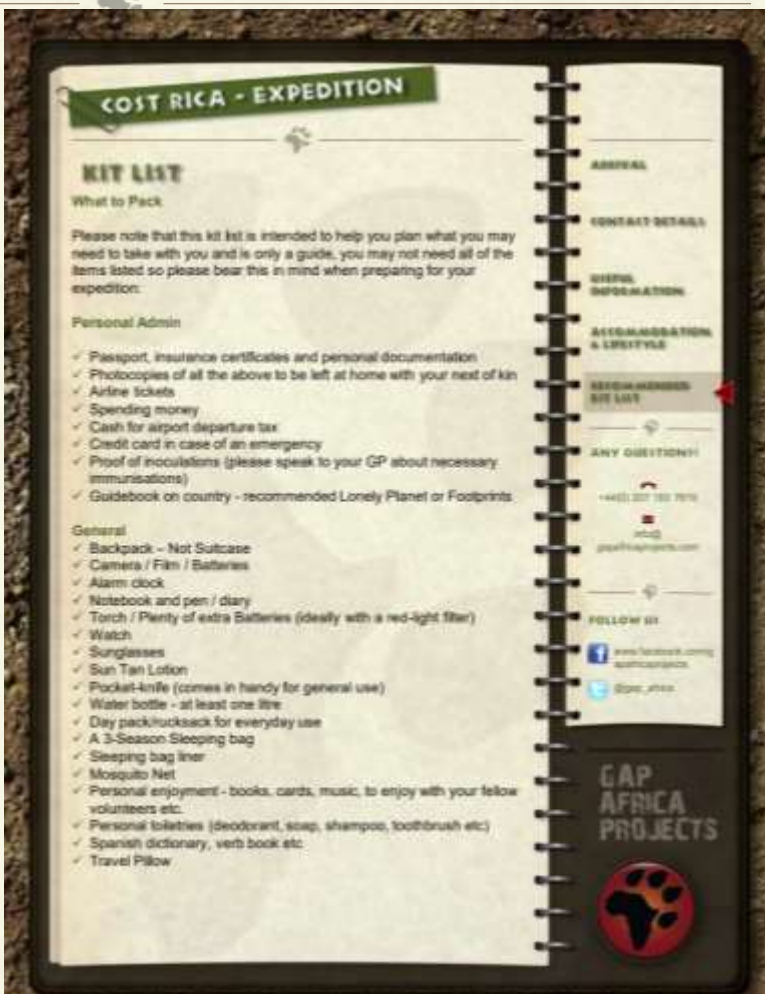 COST RICA - EXPEDITION
KIT LIST
What to Pack
Please note that this kit list is intended to help you plan what you may
need to take with you and is only a guide, you may not need all of the
items listed so please bear this in mind when preparing for your
expedition:
Personal Admin
✓ Passport, insurance certificates and personal documentation
✓ Photocopies of all the above to be left at home with your next of kin
✓ Airline tickets
✓ Spending money
✓ Cash for airport departure tax
✓ Credit card in case of an emergency
✓ Proof of inoculations (please speak to your GP about necessary
immunisations)
✓ Guidebook on country - recommended Lonely Planet or Footprints
General
✓ Backpack – Not Suitcase
✓ Camera / Film / Batteries
✓ Alarm clock
✓ Notebook and pen / diary
✓ Torch / Plenty of extra Batteries (ideally with a red-light filter)
✓ Watch
✓ Sunglasses
✓ Sun Tan Lotion
✓ Pocket-knife (comes in handy for general use)
✓ Water bottle - at least one litre
✓ Day pack/rucksack for everyday use
✓ A 3-Season Sleeping bag
✓ Sleeping bag liner
✓ Mosquito Net
✓ Personal enjoyment - books, cards, music, to enjoy with your fellow
volunteers etc.
✓ Personal toiletries (deodorant, soap, shampoo, toothbrush etc)
✓ Spanish dictionary, verb book etc
✓ Travel Pillow
ARRIVAL
CONTACT DETAILS
USEFUL
INFORMATION
ACCOMMODATION
& LIFESTYLE
RECOMMENDED
KIT LIST
ANY QUESTIONS?
info@
gapafricaprojects.com
FOLLOW US
www.facebook.com/g
apafricaprojects
@gap_africa
GAP
AFRICA
PROJECTS